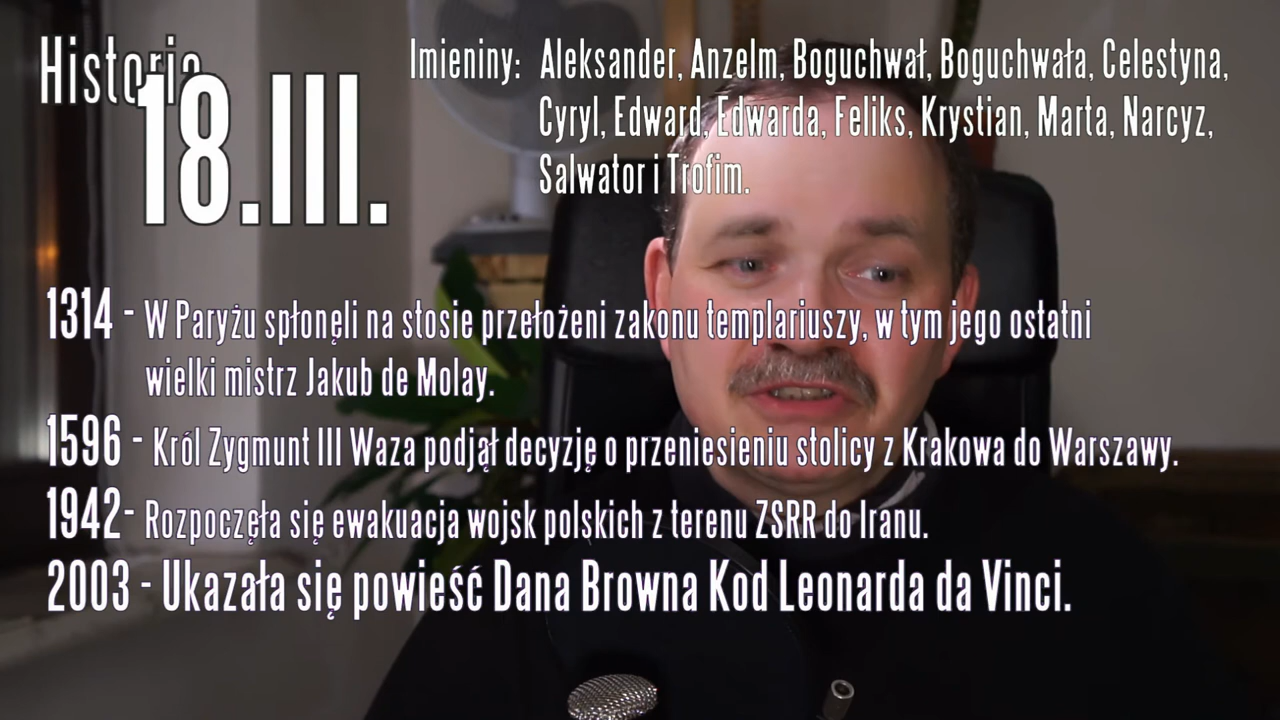 Historia
18.III.
Imieniny: Aleksander, Anzelm, Boguchwał, Boguchwała, Celestyna,
Cyryl, Edward, Edwarda, Feliks, Krystian, Marta, Narcyz,
Salwator i Trofim.
1314 - W Paryżu spłonęli na stosie przełożeni zakonu templariuszy, w tym jego ostatni
wielki mistrz Jakub de Molay.
1596 - Król Zygmunt III Waza podjął decyzję o przeniesieniu stolicy z Krakowa do Warszawy.
1942- Rozpoczęła się ewakuacja wojsk polskich z terenu ZSRR do Iranu.
2003 - Ukazała się powieść Dana Browna Kod Leonarda da Vinci.